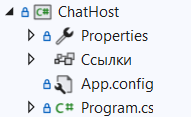 ChatHost
Properties
Ссылки
App.config
C# Program.cs